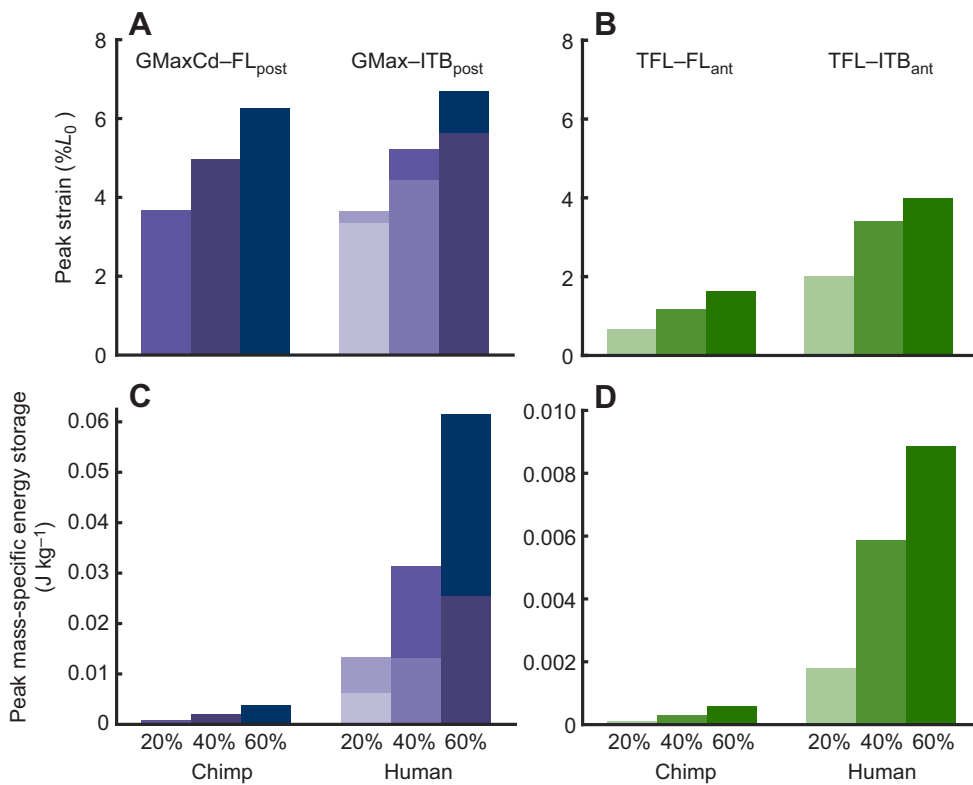 A
8
6
4
2
0
Peak strain (%L0)
GMaxCd–FLpost
GMax–ITBpost
B
8
6
4
2
0
TFL–FLant
TFL–ITBant
C
0.06
0.05
0.04
0.03
0.02
0.01
0
Peak mass-specific energy storage
(J kg–1)
20% 40% 60%
Chimp
20% 40% 60%
Human
D
0.010
0.008
0.006
0.004
0.002
0
20% 40% 60%
Chimp
20% 40% 60%
Human